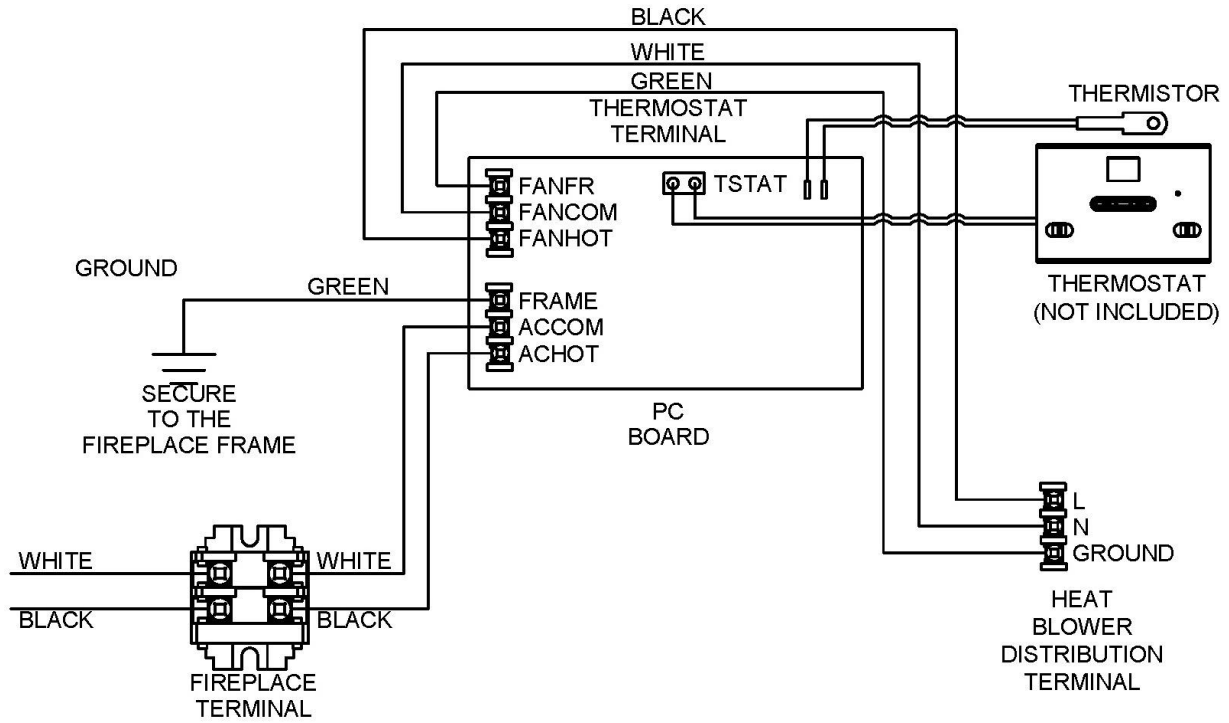 BLACK
WHITE
GREEN
THERMOSTAT
TERMINAL
THERMISTOR
FANFR
FANCOM
FANHOT
TSTAT
THERMOSTAT
(NOT INCLUDED)
GROUND
GREEN
FRAME
ACCOM
ACHOT
SECURE
TO THE
FIREPLACE FRAME
PC
BOARD
L
N
GROUND
WHITE
WHITE
BLACK
BLACK
HEAT
BLOWER
DISTRIBUTION
TERMINAL
FIREPLACE
TERMINAL